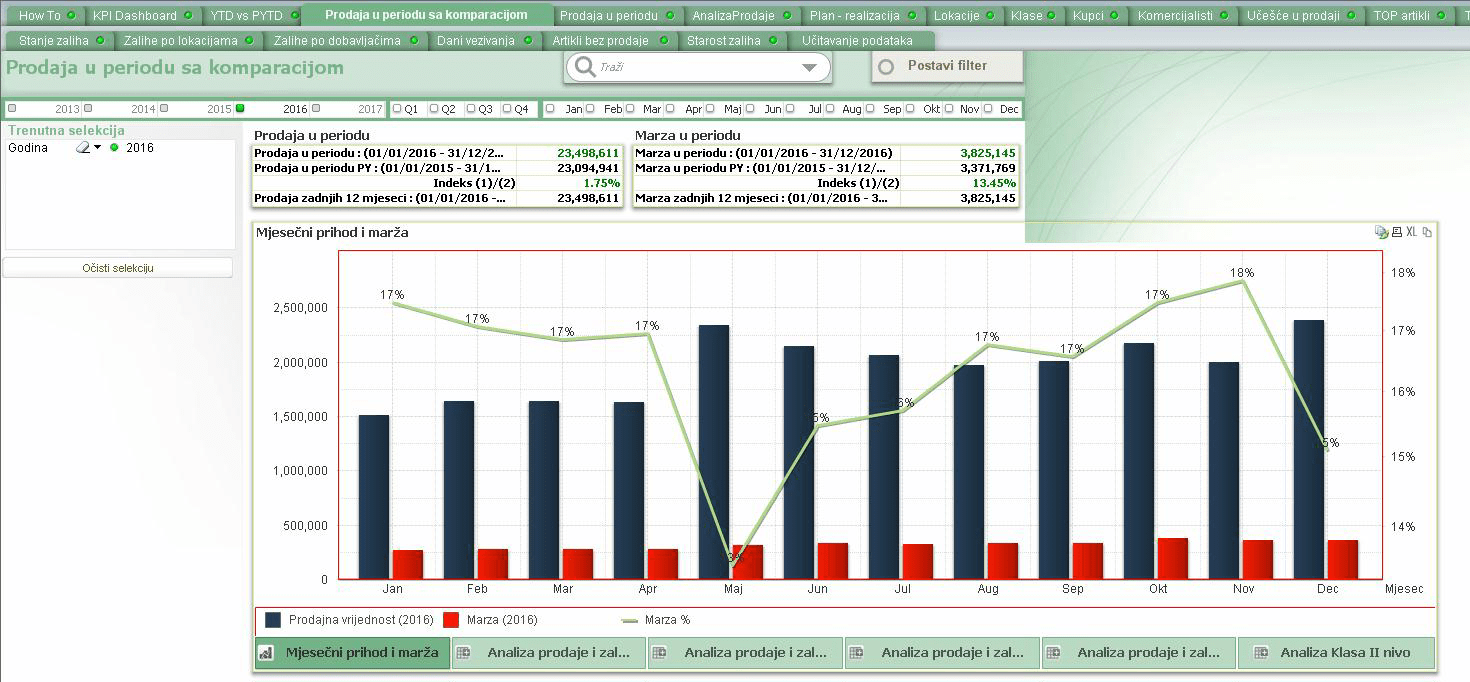 How To KPI Dashboard YTD vs PYTD Prodaja u periodu sa komparacijom Prodaja u periodu AnalizaProdaje Plan - realizacija Lokacije Klase Kupci Komercijalisti Učešće u prodaji TOP artikli
Stanje zaliha Zalihe po lokacijama Zalihe po dobavljačima Dani vezivanja Artikli bez prodaje Starost zaliha Učitavanje podataka
Prodaja u periodu sa komparacijom
Traži
Postavi filter
2013 2014 2015 2016 2017 Q1 Q2 Q3 Q4 Jan Feb Mar Apr Maj Jun Jul Aug Sep Okt Nov Dec
Trenutna selekcija
Godina 2016
Očisti selekciju
Prodaja u periodu
Prodaja u periodu : (01/01/2016 - 31/12/2... 23,498,611
Prodaja u periodu PY : (01/01/2015 - 31/1... 23,094,941
Indeks (1)/(2) 1.75%
Prodaja zadnjih 12 mjeseci : (01/01/2016 -... 23,498,611
Marza u periodu
Marza u periodu : (01/01/2016 - 31/12/2016) 3,825,145
Marza u periodu PY : (01/01/2015 - 31/12/... 3,371,769
Indeks (1)/(2) 13.45%
Marza zadnjih 12 mjeseci : (01/01/2016 - 3... 3,825,145
Mjesečni prihod i marža
XL
2,500,000
2,000,000
1,500,000
1,000,000
500,000
0
17% 17% 17% 17% 3% 5% 6% 17% 17% 17% 18% 5%
18%
17%
16%
15%
14%
Jan Feb Mar Apr Maj Jun Jul Aug Sep Okt Nov Dec Mjesec
Prodajna vrijednost (2016) Marza (2016) Marza %
Mjesečni prihod i marža Analiza prodaje i zal... Analiza prodaje i zal... Analiza prodaje i zal... Analiza prodaje i zal... Analiza Klasa II nivo